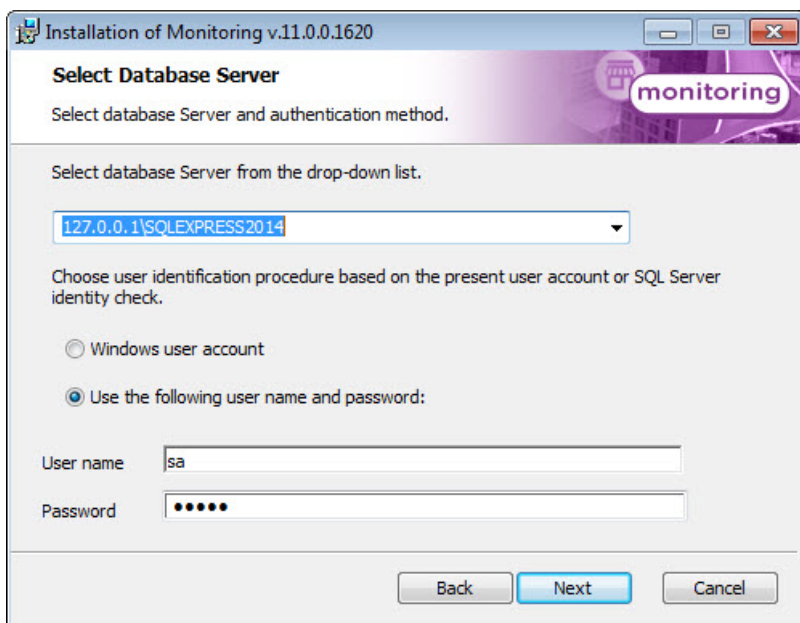 Installation of Monitoring v.11.0.0.1620
Select Database Server
Select database Server and authentication method.
monitoring
Select database Server from the drop-down list.
127.0.0.1\SQLEXPRESS2014
Choose user identification procedure based on the present user account or SQL Server
identity check.
Windows user account
Use the following user name and password:
User name sa
Password •••••
Back Next Cancel